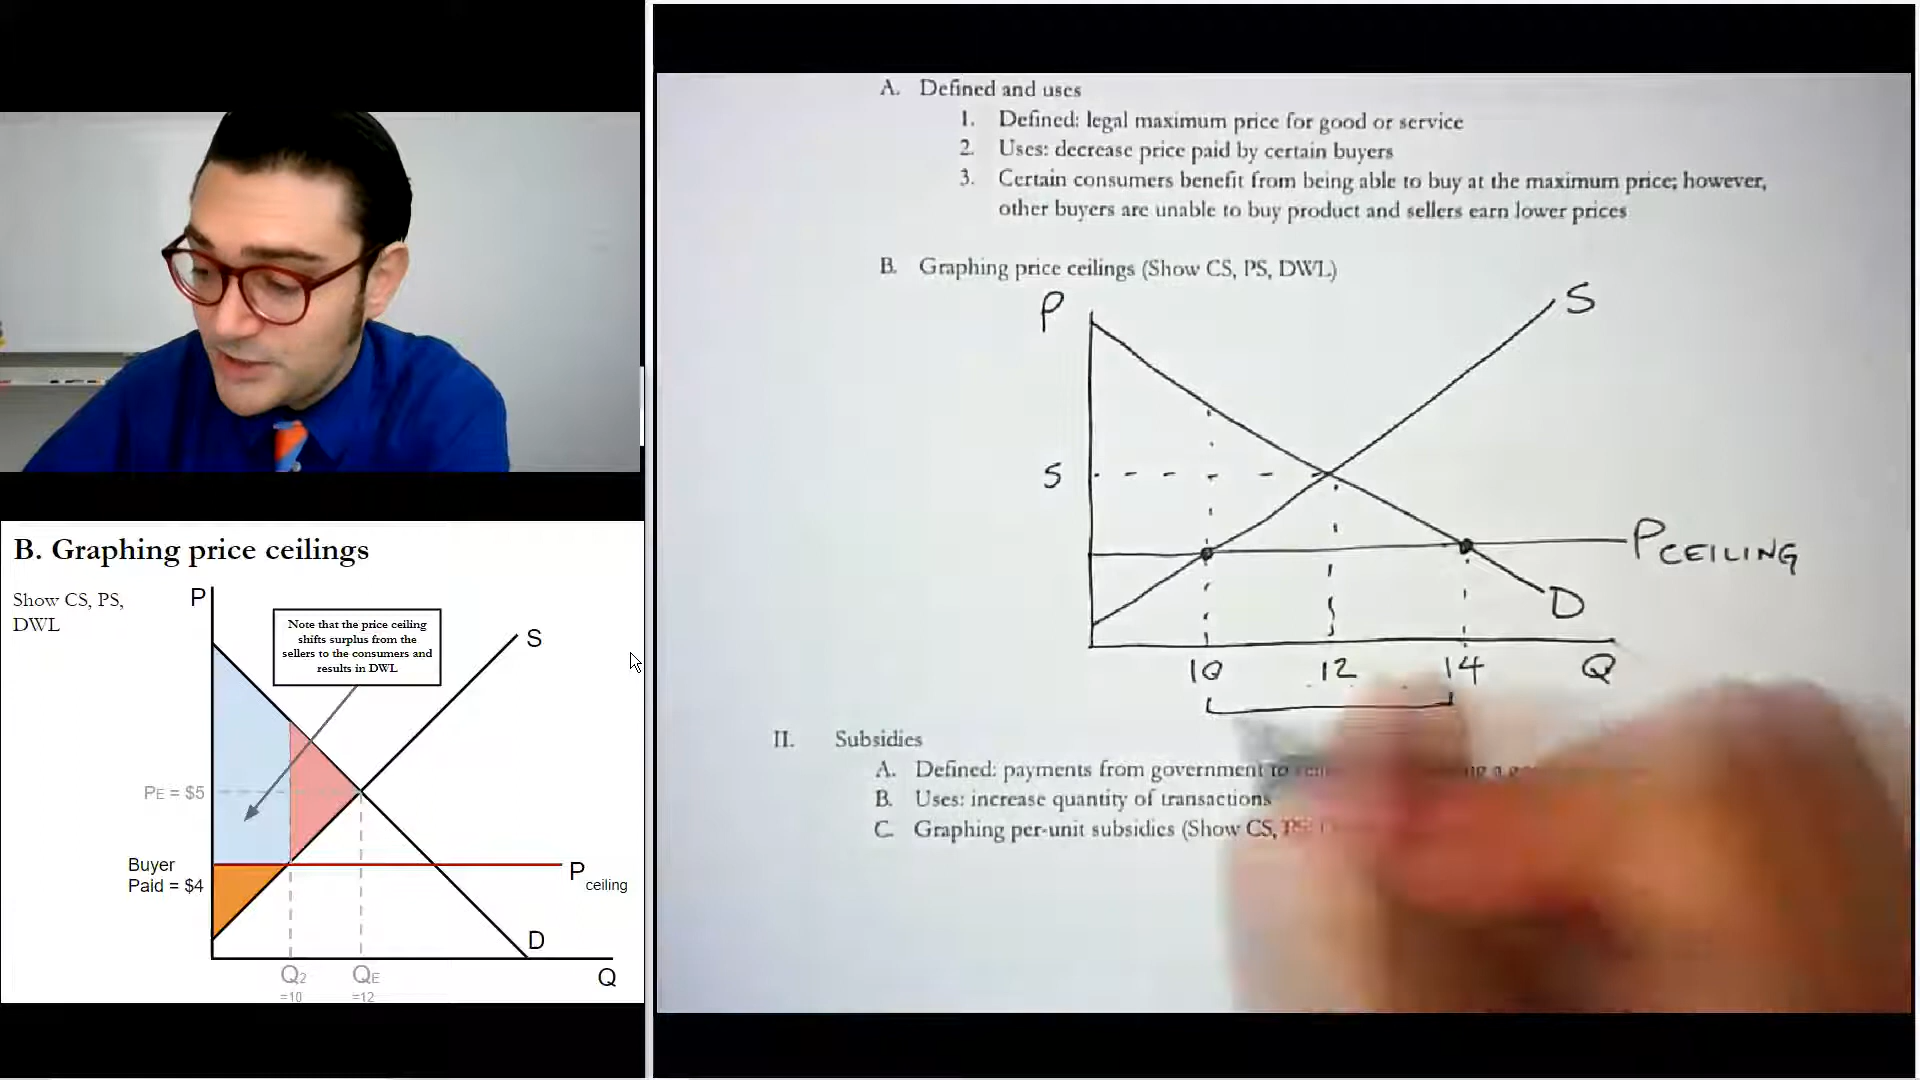 A. Defined and uses
1. Defined: legal maximum price for good or service
2. Uses: decrease price paid by certain buyers
3. Certain consumers benefit from being able to buy at the maximum price; however,
other buyers are unable to buy product and sellers earn lower prices
B. Graphing price ceilings (Show CS, PS, DWL)
P
S
5
PCEILING
D
10 12 14 Q
II. Subsidies
A. Defined: payments from government to
B. Uses: increase quantity of transactions
C. Graphing per-unit subsidies (Show CS, PS,
B. Graphing price ceilings
Show CS, PS,
DWL
P
Note that the price ceiling
shifts surplus from the
sellers to the consumers and
results in DWL
S
PE = $5
Buyer
Paid = $4
Pceiling
D
Q2 QE Q
=10 =12